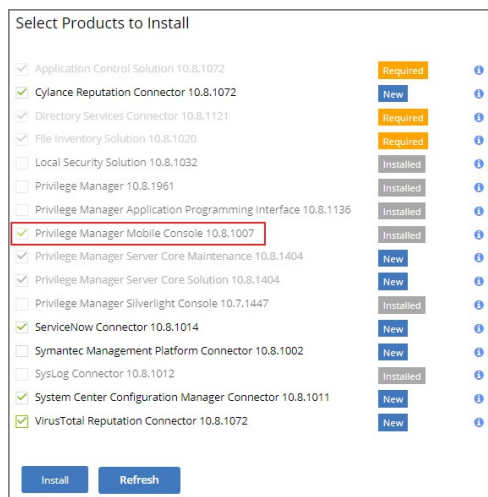 Select Products to Install
Application Control Solution 10.8.1072 Required
Cylance Reputation Connector 10.8.1072 New
Directory Services Connector 10.8.1121 Required
File Inventory Solution 10.8.1020 Required
Local Security Solution 10.8.1032 Installed
Privilege Manager 10.8.1961 Installed
Privilege Manager Application Programming Interface 10.8.1136 Installed
Privilege Manager Mobile Console 10.8.1007 Installed
Privilege Manager Server Core Maintenance 10.8.1404 New
Privilege Manager Server Core Solution 10.8.1404 New
Privilege Manager Silverlight Console 10.7.1447 Installed
ServiceNow Connector 10.8.1014 New
Symantec Management Platform Connector 10.8.1002 New
SysLog Connector 10.8.1012 Installed
System Center Configuration Manager Connector 10.8.1011 New
VirusTotal Reputation Connector 10.8.1072 New
Install Refresh